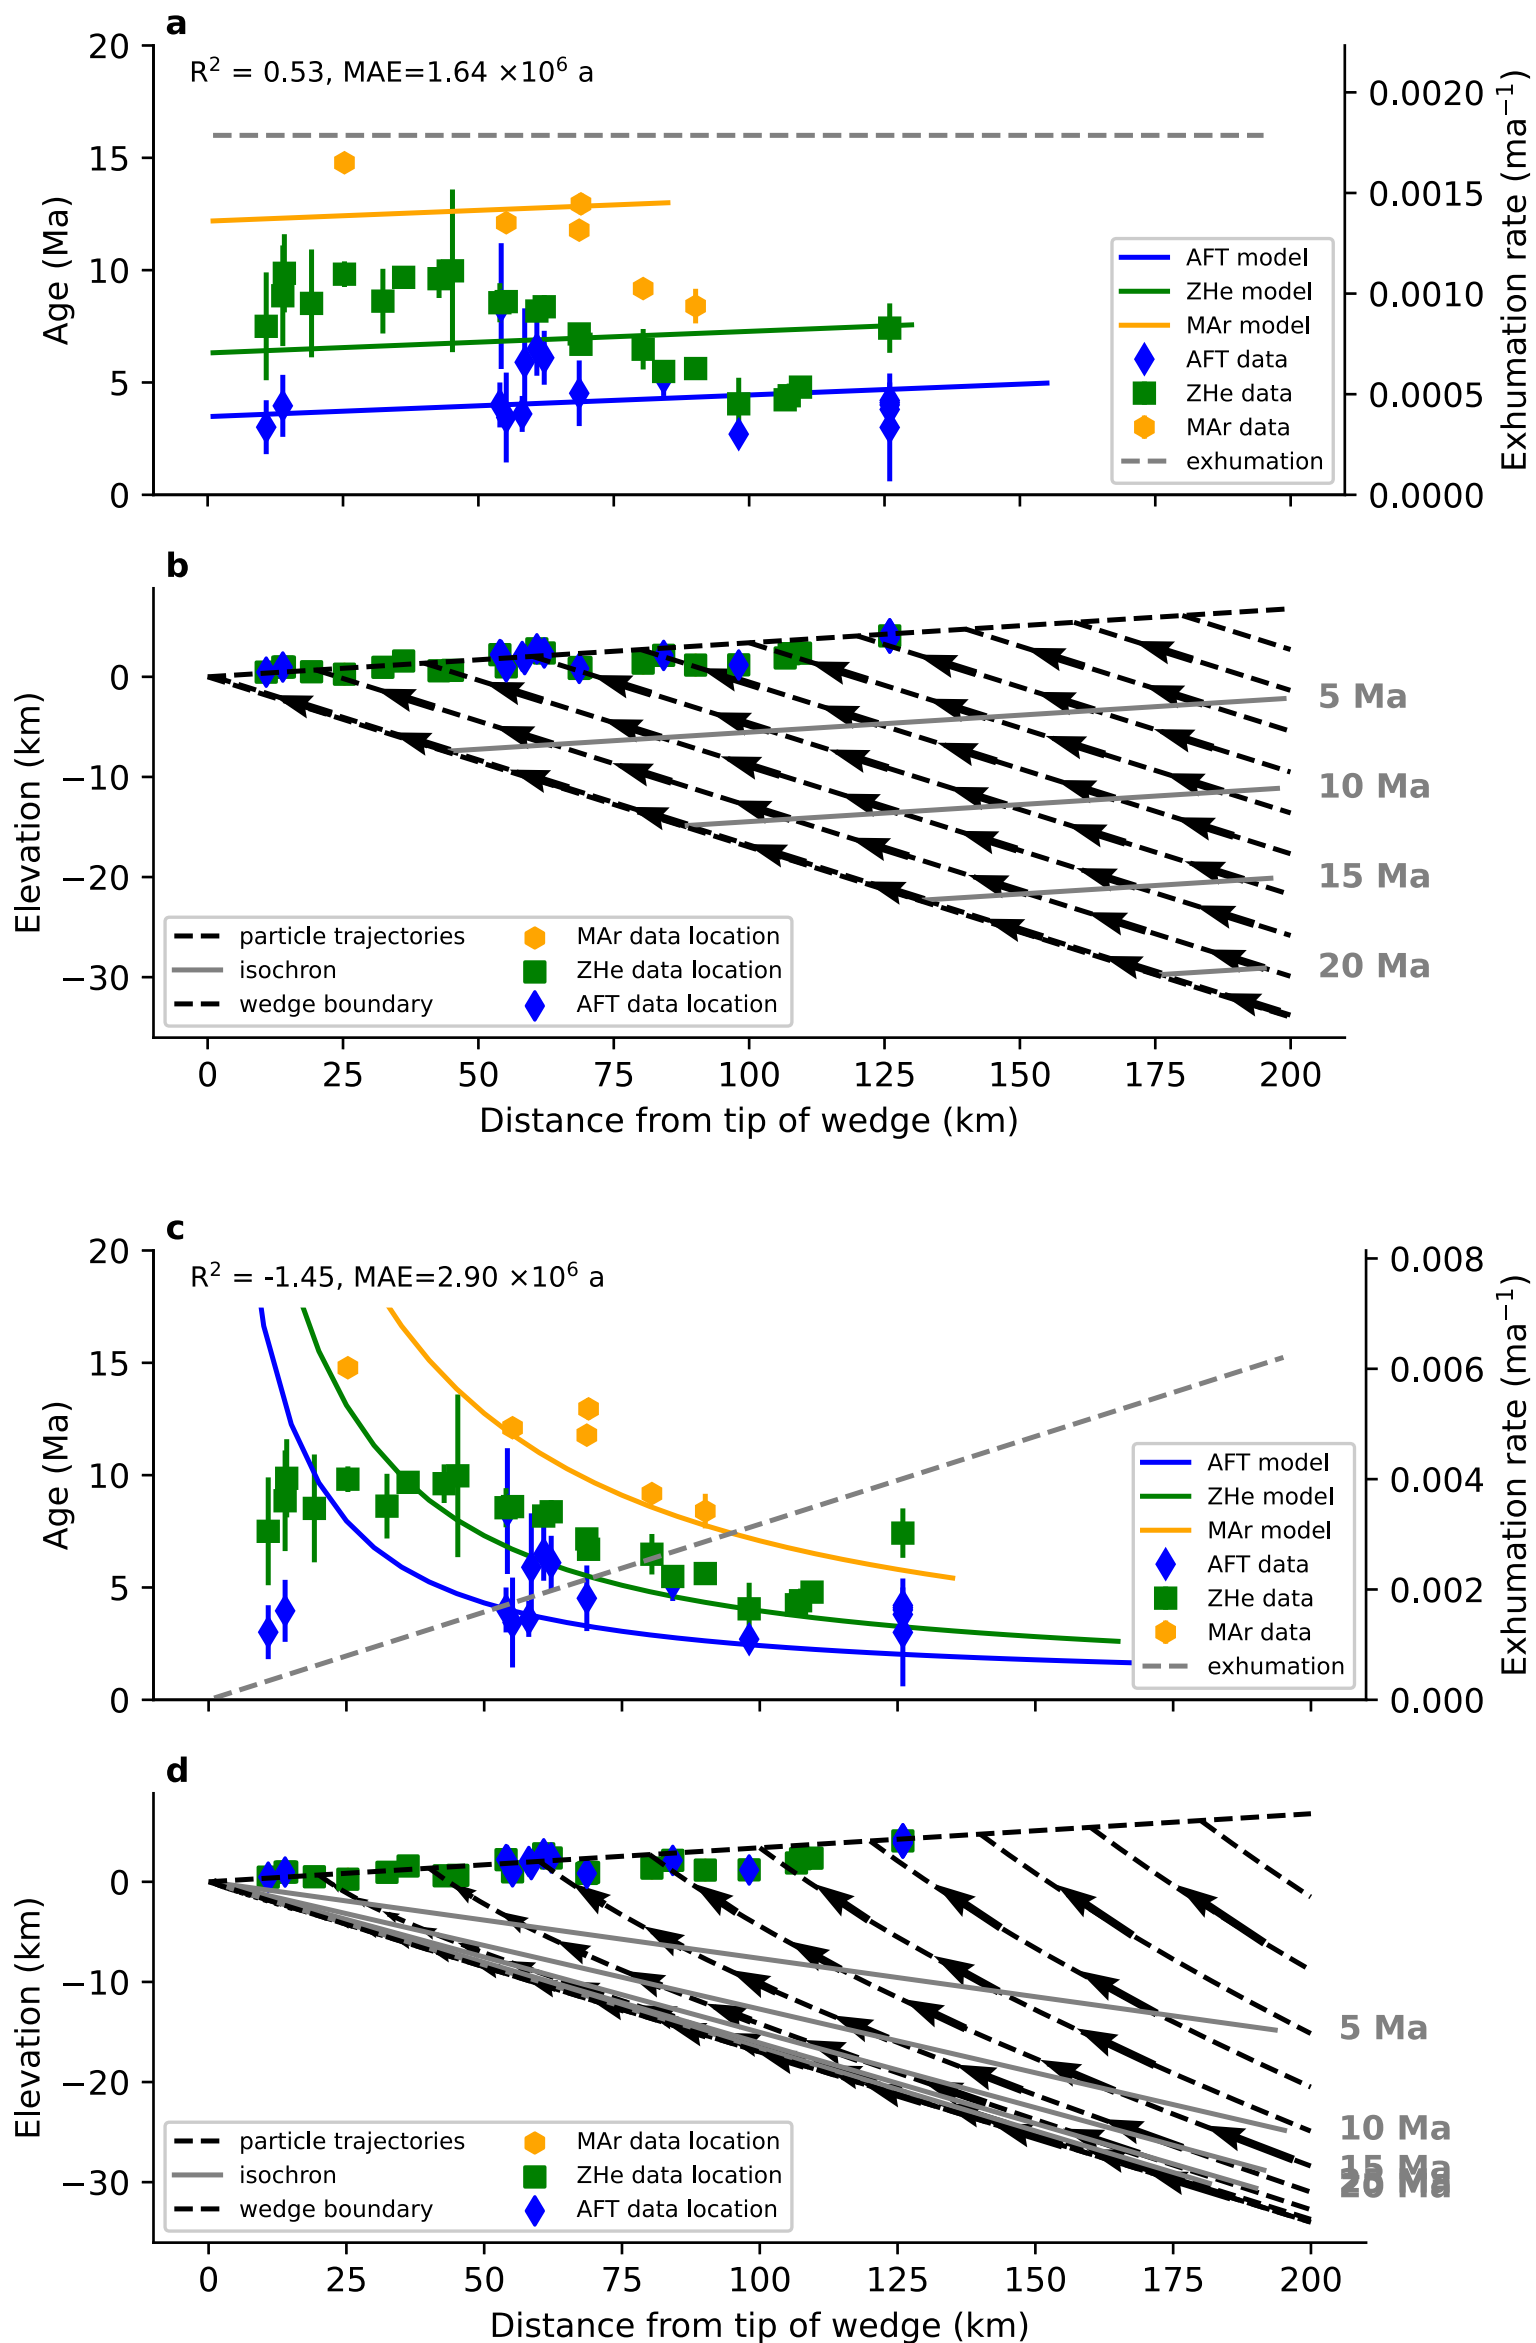 a
R² = 0.53, MAE=1.64 ×10⁶ a
20
15
10
5
0
Age (Ma)
0.0020
0.0015
0.0010
0.0005
0.0000
Exhumation rate (ma⁻¹)
AFT model
ZHe model
MAr model
AFT data
ZHe data
MAr data
exhumation
b
0
−10
−20
−30
Elevation (km)
5 Ma
10 Ma
15 Ma
20 Ma
particle trajectories
isochron
wedge boundary
MAr data location
ZHe data location
AFT data location
0 25 50 75 100 125 150 175 200
Distance from tip of wedge (km)
c
R² = -1.45, MAE=2.90 ×10⁶ a
20
15
10
5
0
Age (Ma)
0.008
0.006
0.004
0.002
0.000
Exhumation rate (ma⁻¹)
AFT model
ZHe model
MAr model
AFT data
ZHe data
MAr data
exhumation
d
0
−10
−20
−30
Elevation (km)
5 Ma
10 Ma
15 Ma
20 Ma
particle trajectories
isochron
wedge boundary
MAr data location
ZHe data location
AFT data location
0 25 50 75 100 125 150 175 200
Distance from tip of wedge (km)